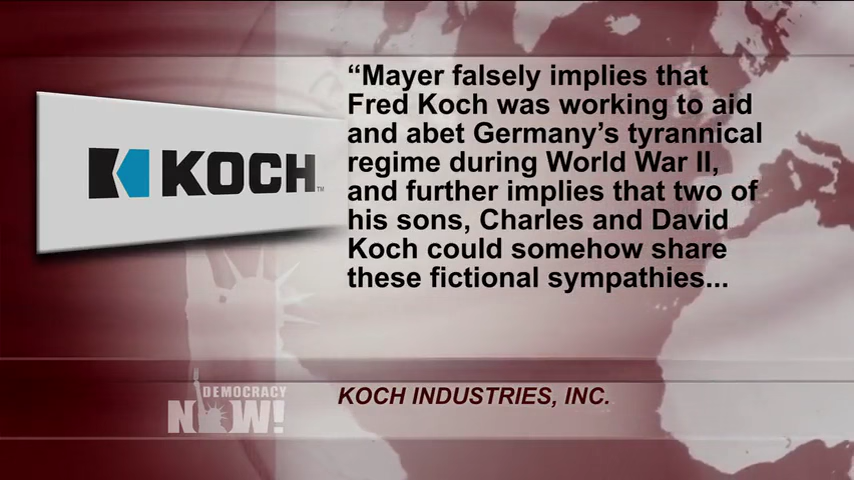 “Mayer falsely implies that
Fred Koch was working to aid
and abet Germany’s tyrannical
regime during World War II,
and further implies that two of
his sons, Charles and David
Koch could somehow share
these fictional sympathies...
KOCH™
KOCH INDUSTRIES, INC.
DEMOCRACY
NOW!